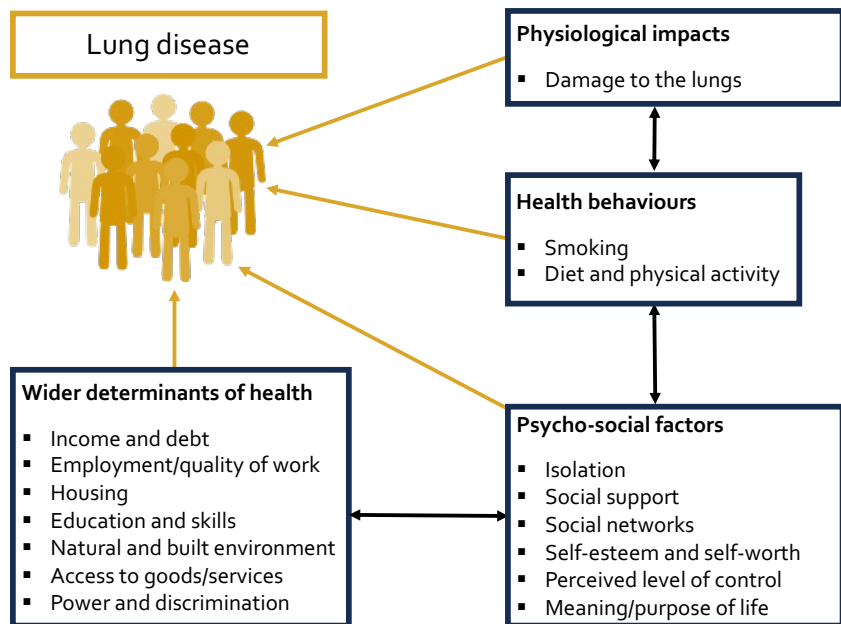 Lung disease
Physiological impacts
▪ Damage to the lungs
Health behaviours
▪ Smoking
▪ Diet and physical activity
Wider determinants of health
▪ Income and debt
▪ Employment/quality of work
▪ Housing
▪ Education and skills
▪ Natural and built environment
▪ Access to goods/services
▪ Power and discrimination
Psycho-social factors
▪ Isolation
▪ Social support
▪ Social networks
▪ Self-esteem and self-worth
▪ Perceived level of control
▪ Meaning/purpose of life